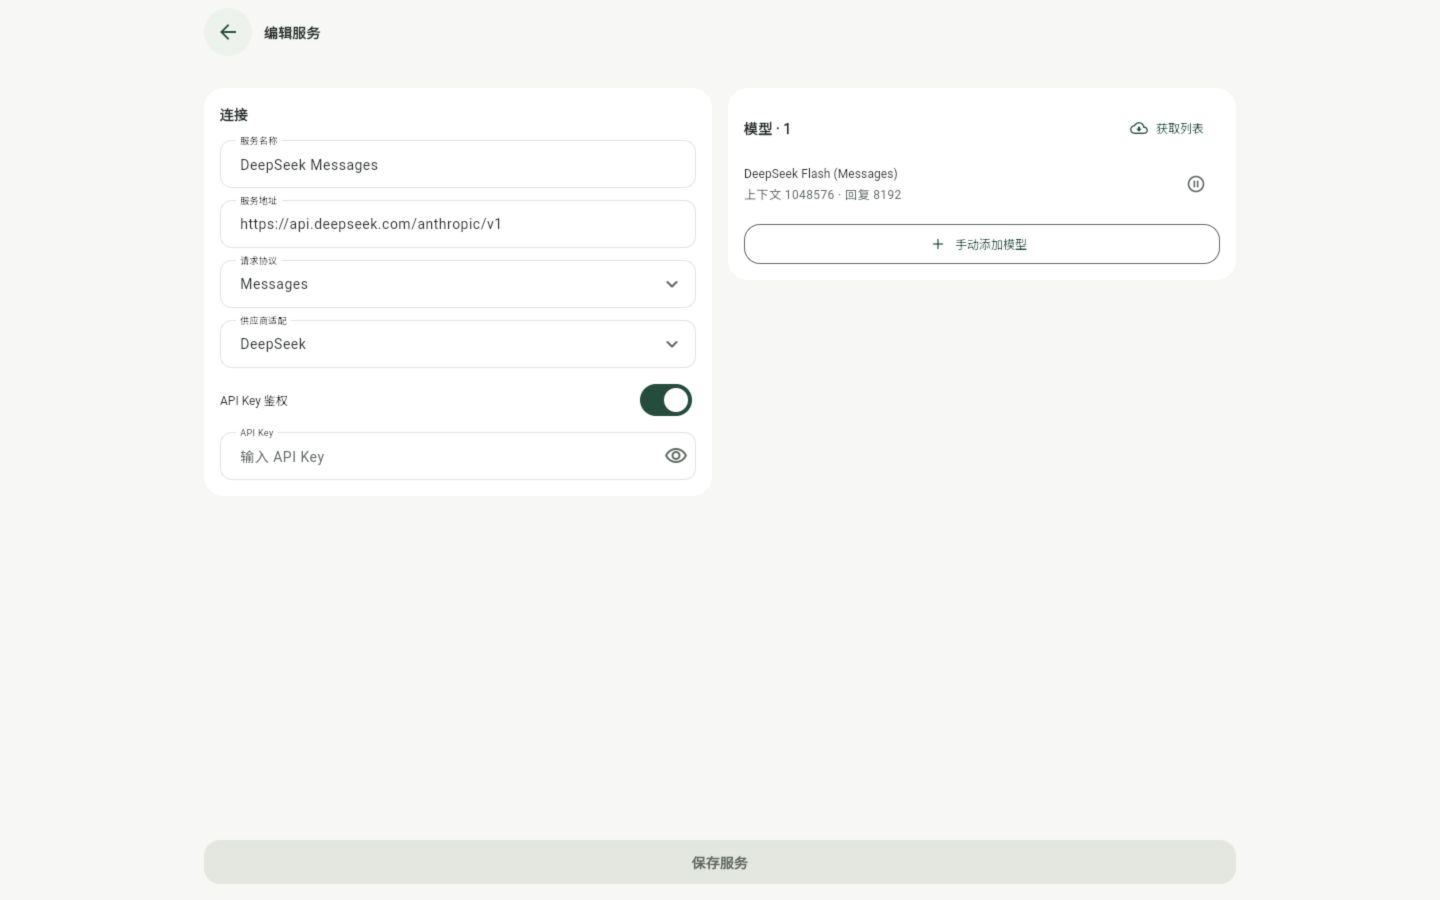 编辑服务
连接
服务名称
DeepSeek Messages
服务地址
https://api.deepseek.com/anthropic/v1
请求协议
Messages
供应商适配
DeepSeek
API Key 鉴权
API Key
输入 API Key
模型 · 1
获取列表
DeepSeek Flash (Messages)
上下文 1048576 · 回复 8192
手动添加模型
保存服务